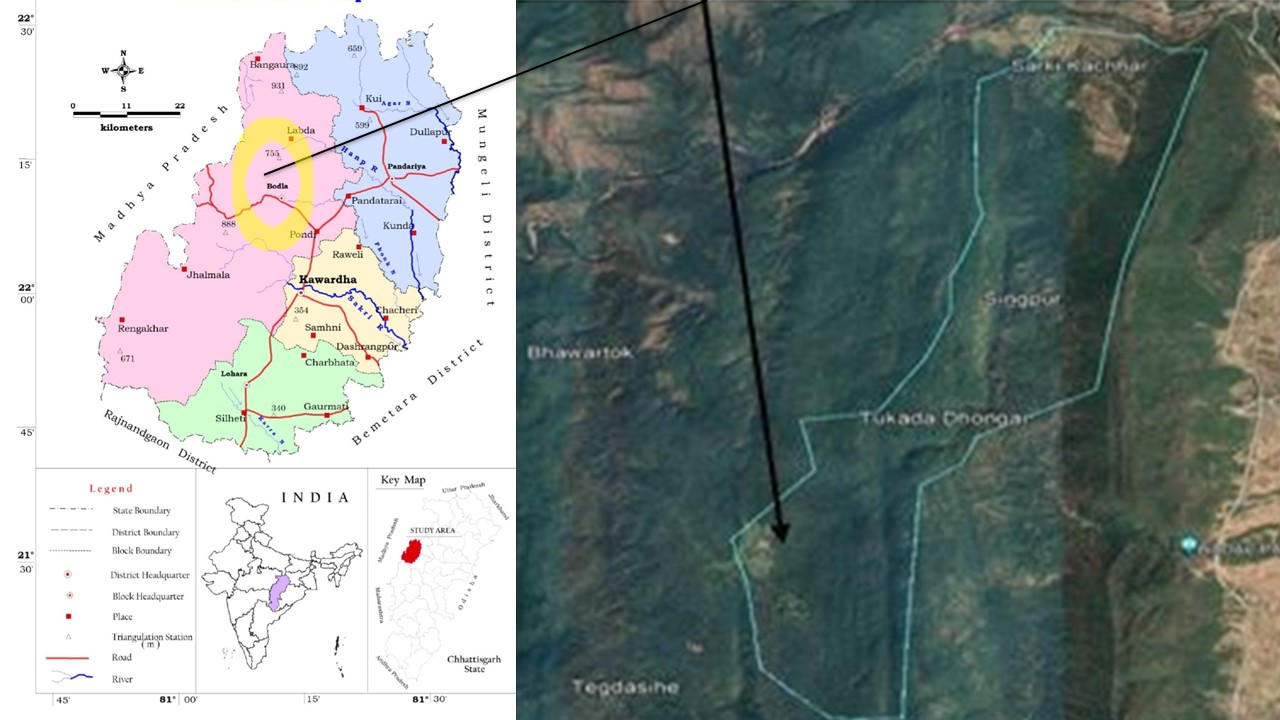 22°
30'
15'
22°
00'
45'
21°
30'
45'
81° 00'
15'
81° 30'
N
W E
S
0 11 22
kilometers
Madhya Pradesh
Mungeli District
Bemetara District
Rajnandgaon District
659
Bangaura
892
931
Kui
Agar N
599
Labda
Dullapur
755
Hanp R
Pandariya
Bodla
Pandatarai
888
Pondi
Kunda
Raweli
Phonk N
Jhalmala
Kawardha
Sakri R
354
Chacheri
Rengakhar
Samhni
Dashrangpur
671
Charbhata
Lohara
340
Gaurmati
Silheti
Karra N
Legend
State Boundary
District Boundary
Block Boundary
District Headquarter
Block Headquarter
Place
Triangulation Station
(m)
Road
River
INDIA
Key Map
Uttar Pradesh
Jharkhand
STUDY AREA
Madhya Pradesh
Odisha
Maharashtra
Andhra Pradesh
Chhattisgarh
State
Sarki Kachhar
Singpur
Bhawartok
Tukada Dhongar
Tegdasihe